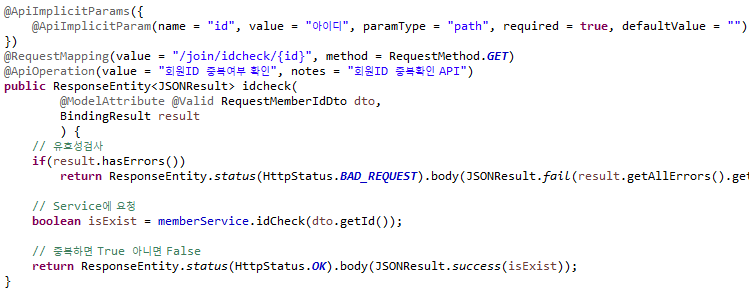 @ApiImplicitParams({
    @ApiImplicitParam(name = "id", value = "아이디", paramType = "path", required = true, defaultValue = "")
})
@RequestMapping(value = "/join/idcheck/{id}", method = RequestMethod.GET)
@ApiOperation(value = "회원ID 중복여부 확인", notes = "회원ID 중복확인 API")
public ResponseEntity<JSONResult> idcheck(
        @ModelAttribute @Valid RequestMemberIdDto dto,
        BindingResult result
        ) {
    // 유효성검사
    if(result.hasErrors())
        return ResponseEntity.status(HttpStatus.BAD_REQUEST).body(JSONResult.fail(result.getAllErrors().get
    // Service에 요청
    boolean isExist = memberService.idCheck(dto.getId());
    // 중복하면 True 아니면 False
    return ResponseEntity.status(HttpStatus.OK).body(JSONResult.success(isExist));
}